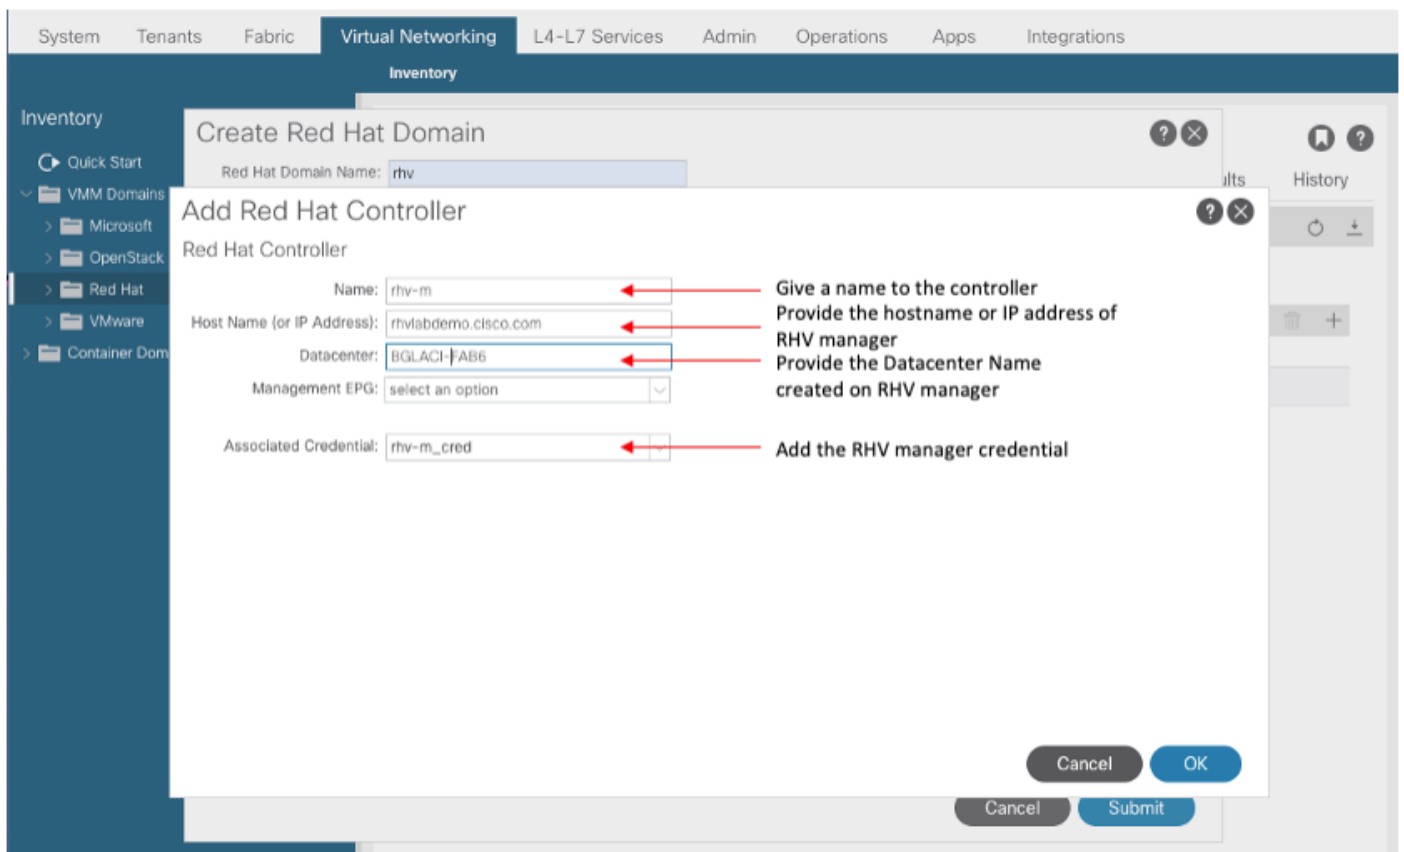 System Tenants Fabric Virtual Networking L4-L7 Services Admin Operations Apps Integrations
Inventory
Inventory
Quick Start
VMM Domains
Microsoft
OpenStack
Red Hat
VMware
Container Dom
Create Red Hat Domain
Red Hat Domain Name: rhv
ults History
Add Red Hat Controller
Red Hat Controller
Name: rhv-m
Give a name to the controller
Host Name (or IP Address): rhvlabdemo.cisco.com
Provide the hostname or IP address of
RHV manager
Datacenter: BGLACI-FAB6
Provide the Datacenter Name
created on RHV manager
Management EPG: select an option
Associated Credential: rhv-m_cred
Add the RHV manager credential
Cancel OK
Cancel Submit